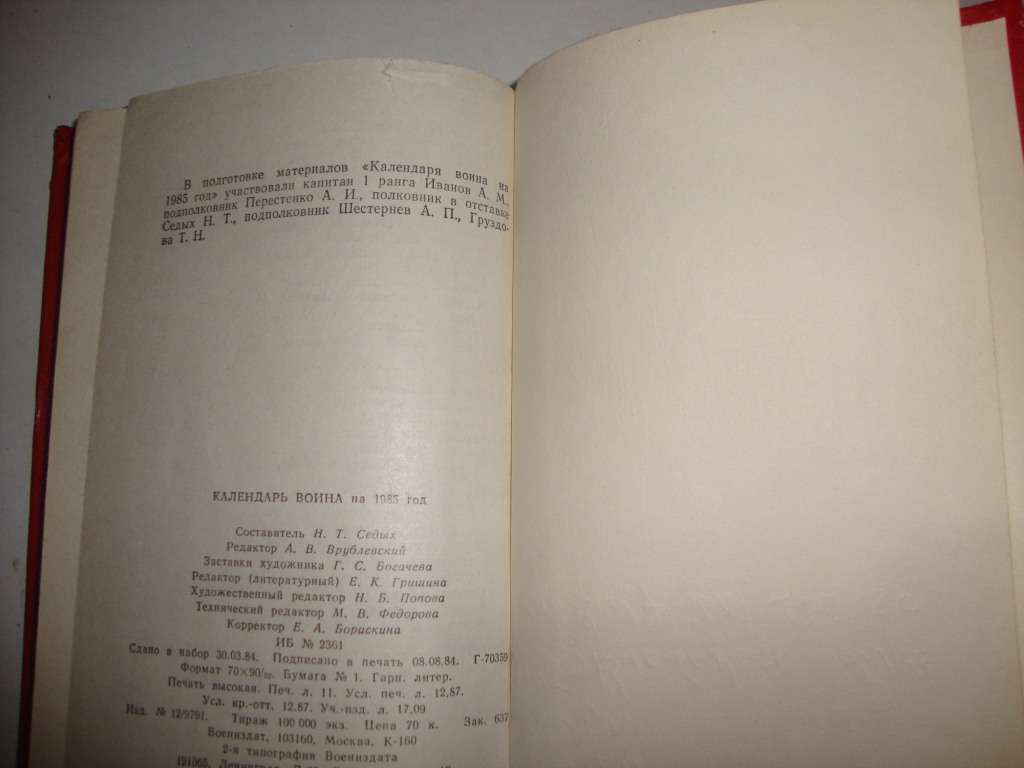 В подготовке материалов «Календаря воина на
1985 год» участвовали капитан 1 ранга Иванов А. М.,
подполковник Перестенко А. И., полковник в отставке
Седых Н. Т., подполковник Шестернев А. П., Груздо-
ва Т. Н.
КАЛЕНДАРЬ ВОИНА на 1985 год
Составитель Н. Т. Седых
Редактор А. В. Врублевский
Заставки художника Г. С. Богачева
Редактор (литературный) Е. К. Гришина
Художественный редактор Н. Б. Попова
Технический редактор М. В. Федорова
Корректор Е. А. Борискина
ИБ № 2361
Сдано в набор 30.03.84. Подписано в печать 08.08.84. Г-70359
Формат 70×90/32. Бумага № 1. Гарн. литер.
Печать высокая. Печ. л. 11. Усл. печ. л. 12,87.
Усл. кр.-отт. 12,87. Уч.-изд. л. 17,09
Изд. № 12/9791. Тираж 100 000 экз. Цена 70 к. Зак. 637
Воениздат, 103160, Москва, К-160
2-я типография Воениздата
191065, Ленинград,